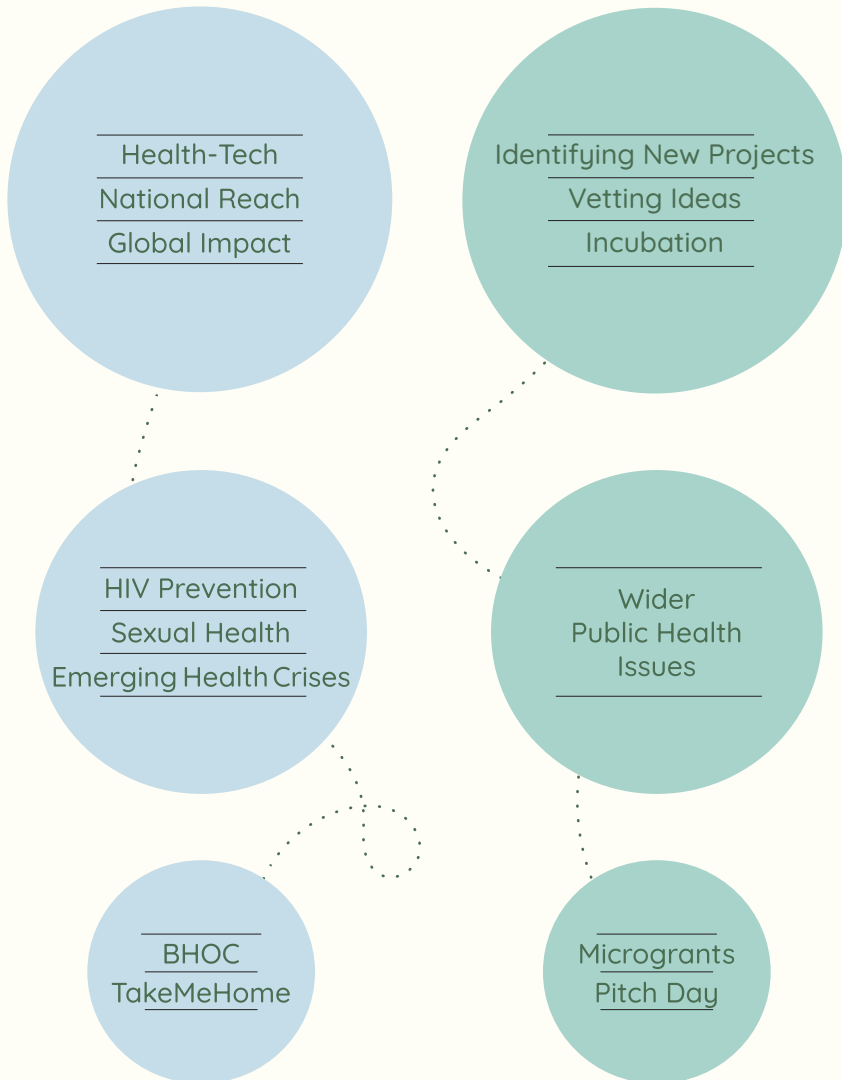 Health-Tech
National Reach
Global Impact
Identifying New Projects
Vetting Ideas
Incubation
HIV Prevention
Sexual Health
Emerging Health Crises
Wider
Public Health
Issues
BHOC
TakeMeHome
Microgrants
Pitch Day